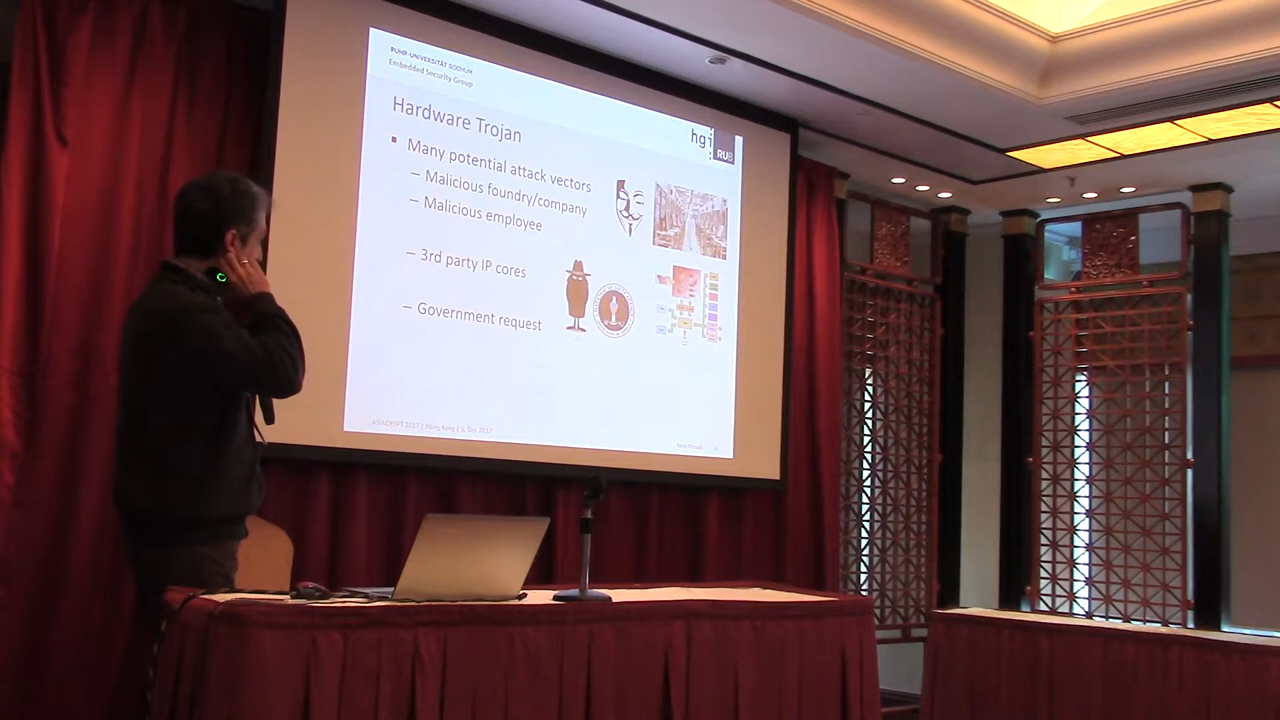 RUHR-UNIVERSITÄT BOCHUM
Embedded Security Group
Hardware Trojan
hgi
RUB
▪ Many potential attack vectors
– Malicious foundry/company
– Malicious employee
– 3rd party IP cores
– Government request
ASIACRYPT 2017 | Hong Kong | 5. Dec 2017